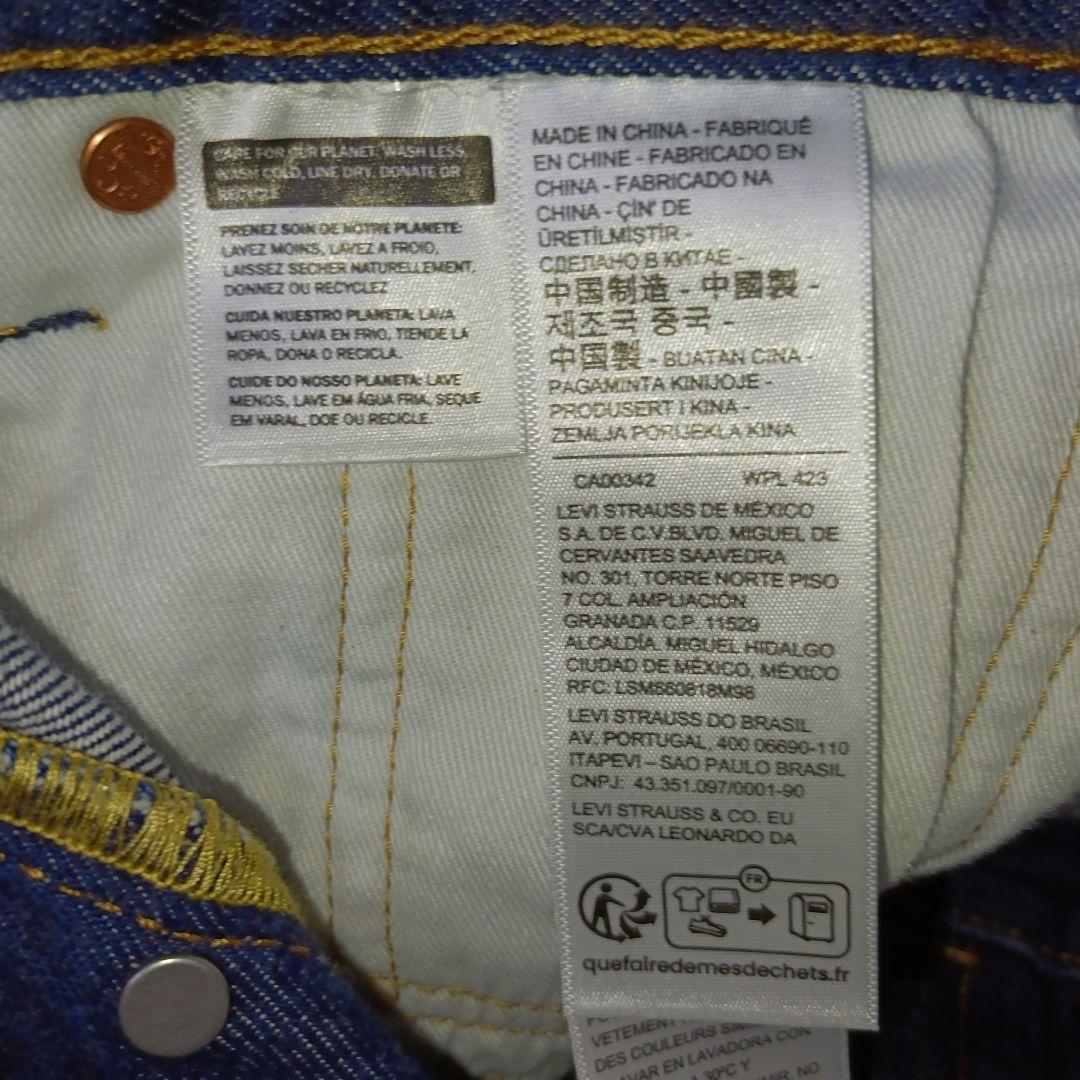 CARE FOR OUR PLANET: WASH LESS,
WASH COLD, LINE DRY, DONATE OR
RECYCLE
PRENEZ SOIN DE NOTRE PLANETE:
LAVEZ MOINS, LAVEZ A FROID,
LAISSEZ SECHER NATURELLEMENT,
DONNEZ OU RECYCLEZ
CUIDA NUESTRO PLANETA: LAVA
MENOS, LAVA EN FRIO, TIENDE LA
ROPA, DONA O RECICLA.
CUIDE DO NOSSO PLANETA: LAVE
MENOS, LAVE EM ÁGUA FRIA, SEQUE
EM VARAL, DOE OU RECICLE.
MADE IN CHINA - FABRIQUÉ
EN CHINE - FABRICADO EN
CHINA - FABRICADO NA
CHINA - ÇİN' DE
ÜRETİLMİŞTİR -
СДЕЛАНО В КИТАЕ -
中国制造 - 中國製 -
제조국 중국 -
中国製 - BUATAN CINA -
PAGAMINTA KINIJOJE -
PRODUSERT I KINA -
ZEMLJA PORIJEKLA KINA
CA00342 WPL 423
LEVI STRAUSS DE MÉXICO
S.A. DE C.V.BLVD. MIGUEL DE
CERVANTES SAAVEDRA
NO. 301, TORRE NORTE PISO
7 COL. AMPLIACIÓN
GRANADA C.P. 11529
ALCALDÍA. MIGUEL HIDALGO
CIUDAD DE MÉXICO, MÉXICO
RFC: LSM660818M98
LEVI STRAUSS DO BRASIL
AV. PORTUGAL, 400 06690-110
ITAPEVI – SAO PAULO BRASIL
CNPJ: 43.351.097/0001-90
LEVI STRAUSS & CO. EU
SCA/CVA LEONARDO DA
FR
quefairedemesdechets.fr
VETEMENT
DES COULEURS
LAVAR EN LAVADORA CON
A 30°C Y
NO